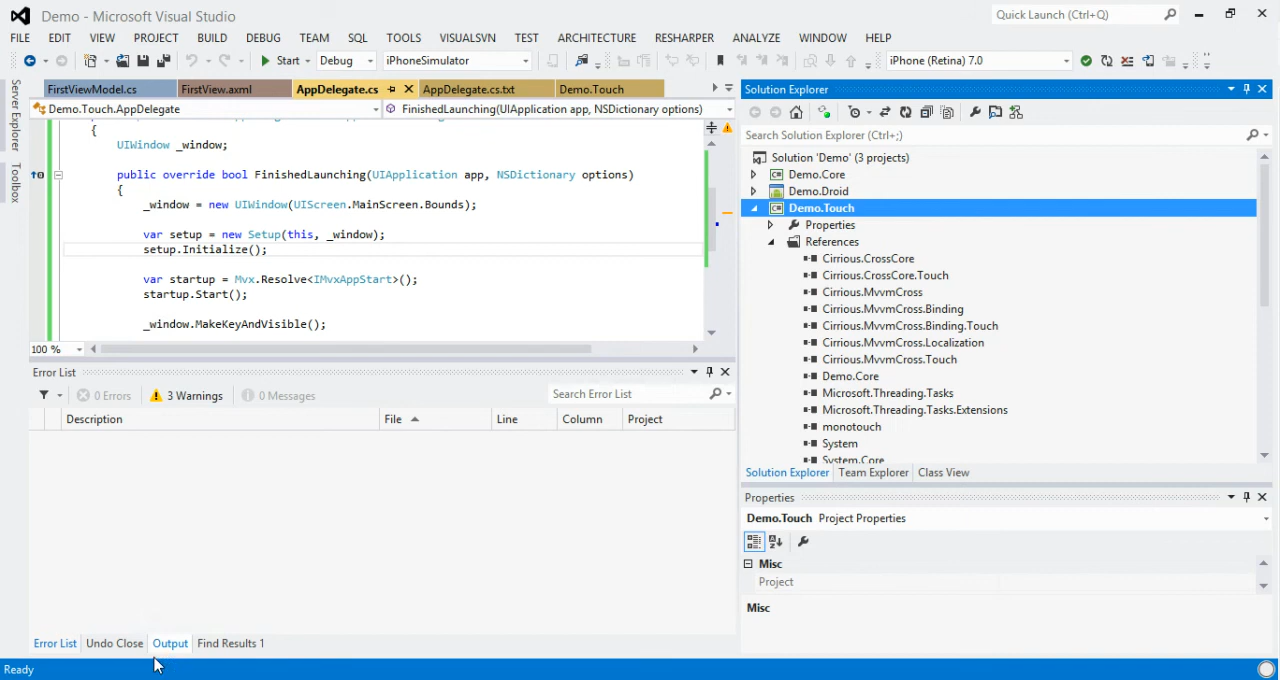 Demo - Microsoft Visual Studio
Quick Launch (Ctrl+Q)
FILE EDIT VIEW PROJECT BUILD DEBUG TEAM SQL TOOLS VISUALSVN TEST ARCHITECTURE RESHARPER ANALYZE WINDOW HELP
Start Debug iPhoneSimulator iPhone (Retina) 7.0
Server Explorer
Toolbox
FirstViewModel.cs FirstView.axml AppDelegate.cs AppDelegate.cs.txt Demo.Touch
Demo.Touch.AppDelegate FinishedLaunching(UIApplication app, NSDictionary options)
{
UIWindow _window;
public override bool FinishedLaunching(UIApplication app, NSDictionary options)
{
_window = new UIWindow(UIScreen.MainScreen.Bounds);
var setup = new Setup(this, _window);
setup.Initialize();
var startup = Mvx.Resolve<IMvxAppStart>();
startup.Start();
_window.MakeKeyAndVisible();
100 %
Error List
0 Errors 3 Warnings 0 Messages Search Error List
Description File Line Column Project
Error List Undo Close Output Find Results 1
Solution Explorer
Search Solution Explorer (Ctrl+;)
Solution 'Demo' (3 projects)
Demo.Core
Demo.Droid
Demo.Touch
Properties
References
Cirrious.CrossCore
Cirrious.CrossCore.Touch
Cirrious.MvvmCross
Cirrious.MvvmCross.Binding
Cirrious.MvvmCross.Binding.Touch
Cirrious.MvvmCross.Localization
Cirrious.MvvmCross.Touch
Demo.Core
Microsoft.Threading.Tasks
Microsoft.Threading.Tasks.Extensions
monotouch
System
System.Core
Solution Explorer Team Explorer Class View
Properties
Demo.Touch Project Properties
Misc
Project
Misc
Ready